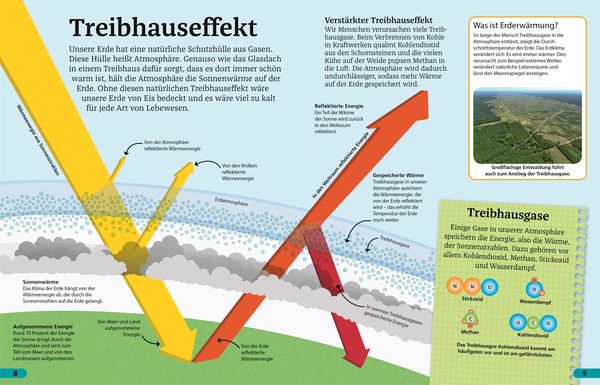 Treibhauseffekt
Unsere Erde hat eine natürliche Schutzhülle aus Gasen.
Diese Hülle heißt Atmosphäre. Genauso wie das Glasdach
in einem Treibhaus dafür sorgt, dass es dort immer schön
warm ist, hält die Atmosphäre die Sonnenwärme auf der
Erde. Ohne diesen natürlichen Treibhauseffekt wäre
unsere Erde von Eis bedeckt und es wäre viel zu kalt
für jede Art von Lebewesen.
Verstärkter Treibhauseffekt
Wir Menschen verursachen viele Treib-
hausgase. Beim Verbrennen von Kohle
in Kraftwerken qualmt Kohlendioxid
aus den Schornsteinen und die vielen
Kühe auf der Weide pupsen Methan in
die Luft. Die Atmosphäre wird dadurch
undurchlässiger, sodass mehr Wärme
auf der Erde gespeichert wird.
Was ist Erderwärmung?
So lange der Mensch Treibhausgase in die
Atmosphäre entlässt, steigt die Durch-
schnittstemperatur der Erde. Das Erdklima
verändert sich: Es wird immer wärmer. Dies
verursacht zum Beispiel extremes Wetter,
verändert natürliche Lebensräume und
lässt den Meeresspiegel ansteigen.
Großflächige Entwaldung führt
auch zum Anstieg der Treibhausgase.
Wärmeenergie aus Sonnenstrahlen
Von der Atmosphäre
reflektierte Wärmeenergie
Von den Wolken
reflektierte
Wärmeenergie
Erdatmosphäre
Reflektierte Energie
Ein Teil der Wärme
der Sonne wird zurück
in den Weltraum
reflektiert.
In den Weltraum reflektierte Energie
Gespeicherte Wärme
Treibhausgase in unserer
Atmosphäre speichern
die Wärmeenergie,
die von der Erde
reflektiert wird – das erhöht die
Temperatur der Erde
noch weiter.
Treibhausgase
In warmen Treibhausgasen
gespeicherte Energie
Sonnenwärme
Das Klima der Erde hängt von der
Wärmeenergie ab, die durch die
Sonnenstrahlen auf die Erde gelangt.
Aufgenommene Energie
Rund 70 Prozent der Energie
der Sonne dringt durch die
Atmosphäre und wird zum
Teil vom Meer und von den
Landmassen aufgenommen.
Von Meer und Land
aufgenommene
Energie
Von der Erde
reflektierte
Wärmeenergie
Treibhausgase
Einige Gase in unserer Atmosphäre
speichern die Energie, also die Wärme,
der Sonnenstrahlen. Dazu gehören vor
allem Kohlendioxid, Methan, Stickoxid
und Wasserdampf.
N N O
Stickoxid
O
H H
Wasserdampf
Methan
O C O
Kohlendioxid
Das Treibhausgas Kohlendioxid kommt am
häufigsten vor und ist am gefährlichsten.
8
9